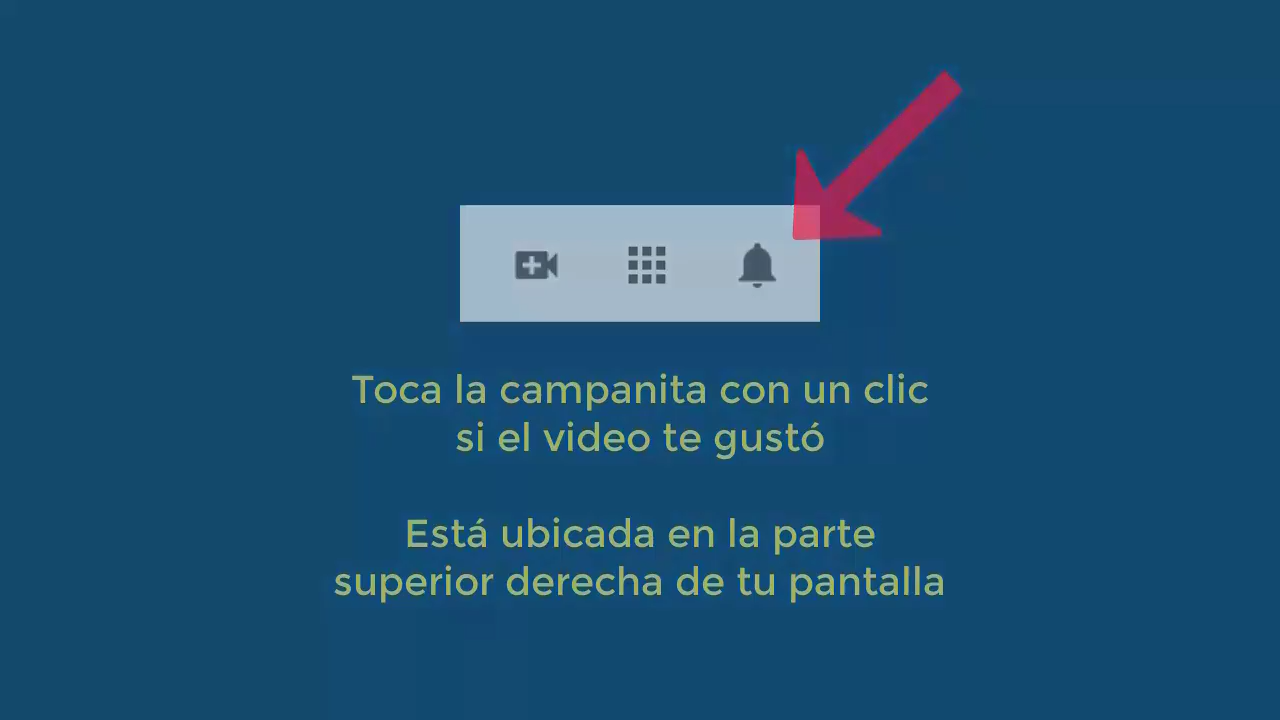 Toca la campanita con un clic
si el video te gustó
Está ubicada en la parte
superior derecha de tu pantalla